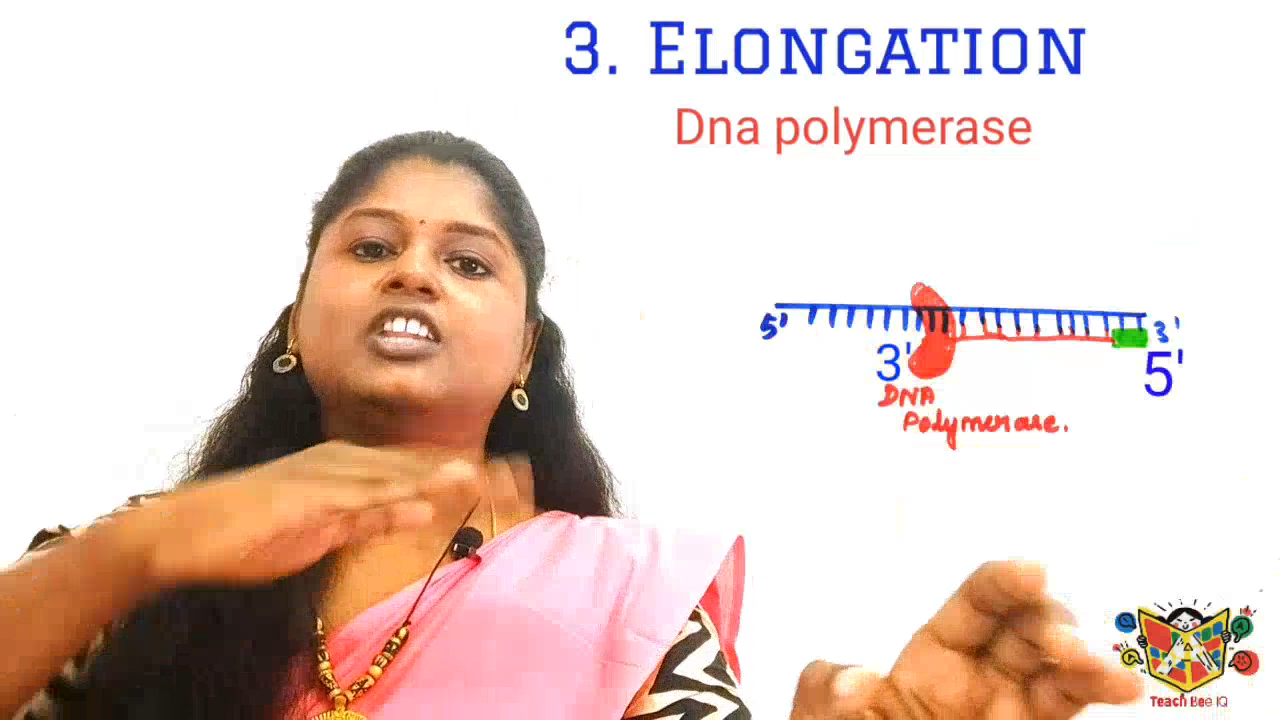 3. ELONGATION
Dna polymerase
5' 3'
3' 5'
DNA
Polymerase.
Teach Bee IQ